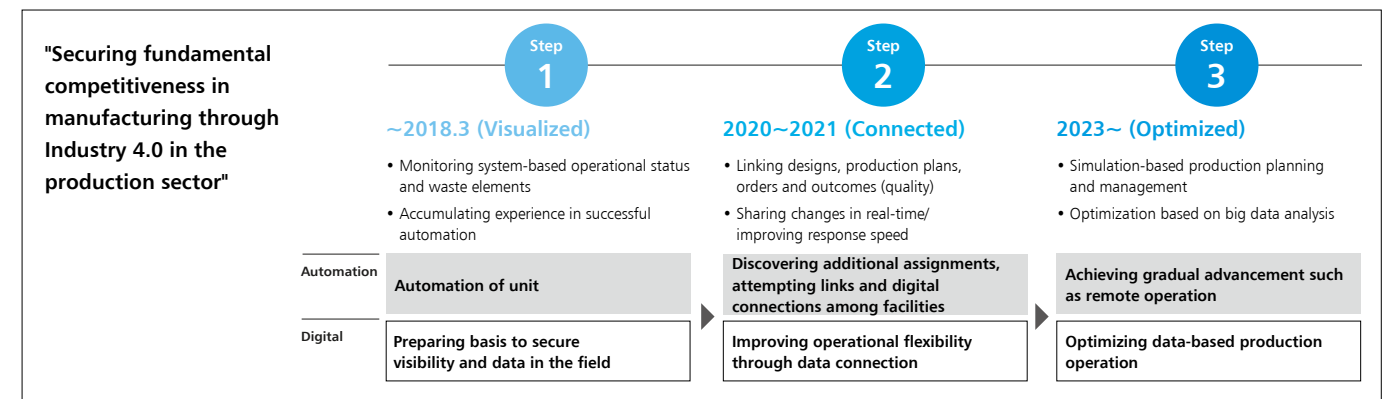 "Securing fundamental
competitiveness in
manufacturing through
Industry 4.0 in the
production sector"
Step
1
~2018.3 (Visualized)
• Monitoring system-based operational status
and waste elements
• Accumulating experience in successful
automation
Step
2
2020~2021 (Connected)
• Linking designs, production plans,
orders and outcomes (quality)
• Sharing changes in real-time/
improving response speed
Step
3
2023~ (Optimized)
• Simulation-based production planning
and management
• Optimization based on big data analysis
Automation
Automation of unit
Discovering additional assignments,
attempting links and digital
connections among facilities
Achieving gradual advancement such
as remote operation
Digital
Preparing basis to secure
visibility and data in the field
Improving operational flexibility
through data connection
Optimizing data-based production
operation